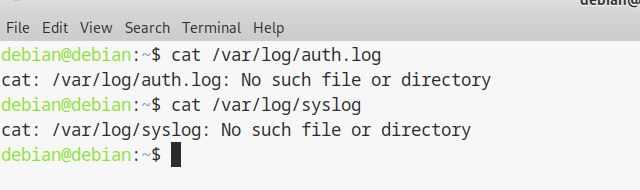 debian@
File Edit View Search Terminal Help
debian@debian:~$ cat /var/log/auth.log
cat: /var/log/auth.log: No such file or directory
debian@debian:~$ cat /var/log/syslog
cat: /var/log/syslog: No such file or directory
debian@debian:~$